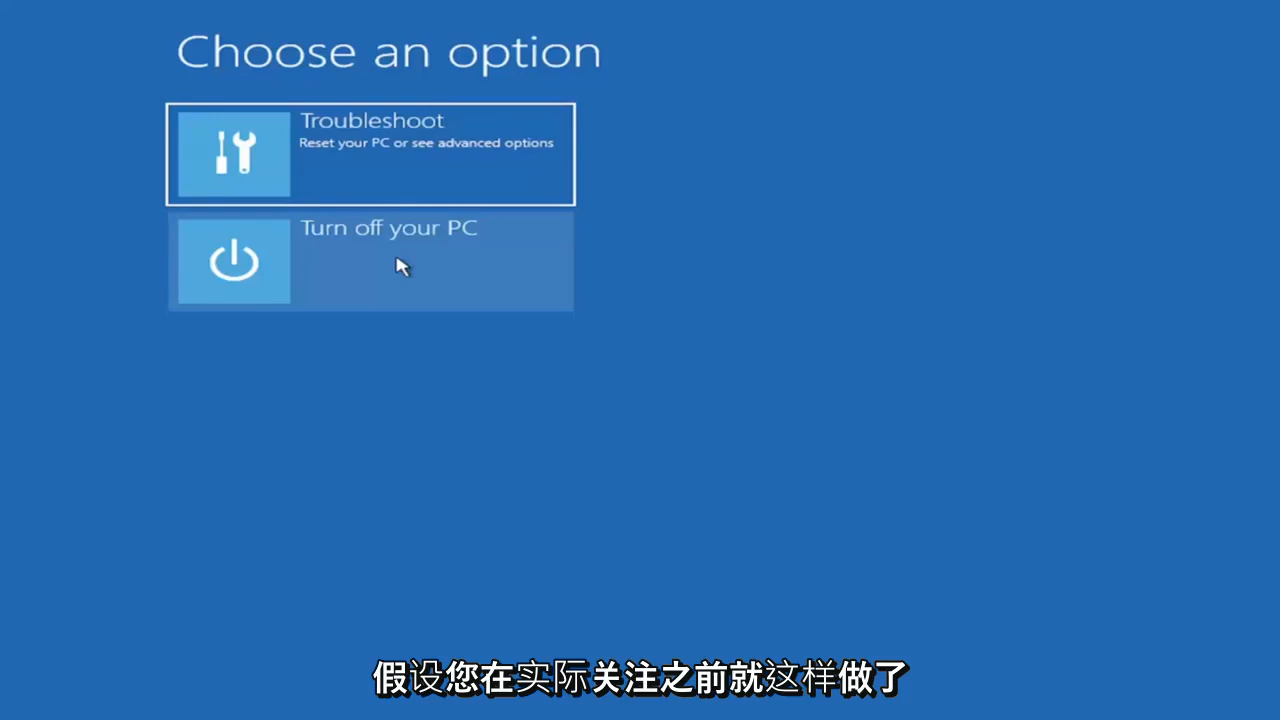 Choose an option
Troubleshoot
Reset your PC or see advanced options
Turn off your PC
假设您在实际关注之前就这样做了